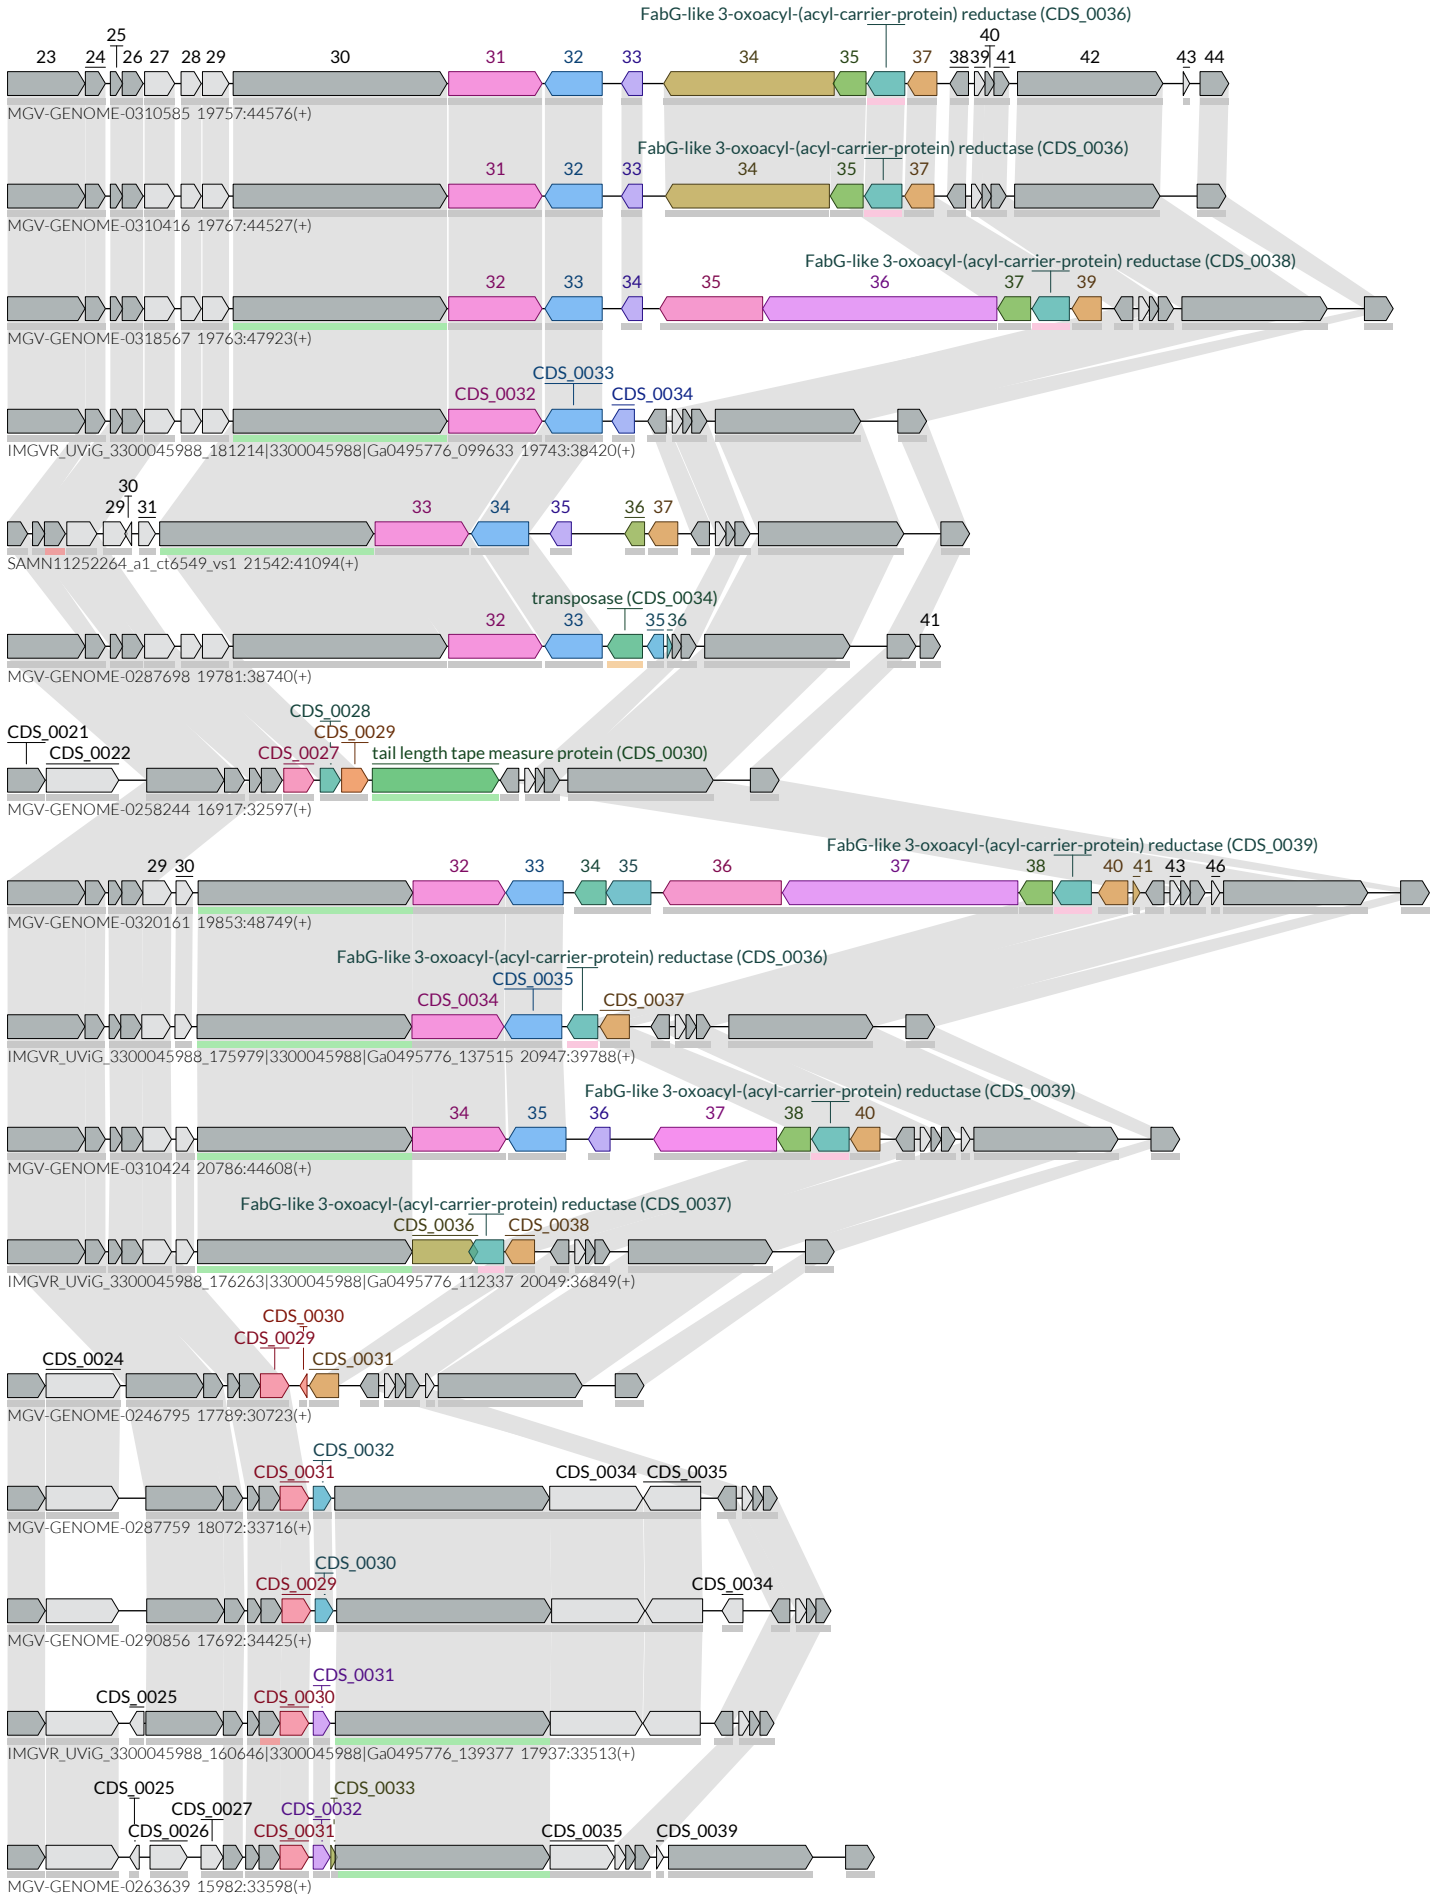 FabG-like 3-oxoacyl-(acyl-carrier-protein) reductase (CDS_0036)
25 40
23 24 26 27 28 29 30 31 32 33 34 35 37 38 39 41 42 43 44
MGV-GENOME-0310585 19757:44576(+)
FabG-like 3-oxoacyl-(acyl-carrier-protein) reductase (CDS_0036)
31 32 33 34 35 37
MGV-GENOME-0310416 19767:44527(+)
FabG-like 3-oxoacyl-(acyl-carrier-protein) reductase (CDS_0038)
32 33 34 35 36 37 39
MGV-GENOME-0318567 19763:47923(+)
CDS_0033
CDS_0032 CDS_0034
IMGVR_UViG_3300045988_181214|3300045988|Ga0495776_099633 19743:38420(+)
30
29 31 33 34 35 36 37
SAMN11252264_a1_ct6549_vs1 21542:41094(+)
transposase (CDS_0034)
32 33 35 36 41
MGV-GENOME-0287698 19781:38740(+)
CDS_0028
CDS_0021 CDS_0029
CDS_0022 CDS_0027 tail length tape measure protein (CDS_0030)
MGV-GENOME-0258244 16917:32597(+)
FabG-like 3-oxoacyl-(acyl-carrier-protein) reductase (CDS_0039)
29 30 32 33 34 35 36 37 38 40 41 43 46
MGV-GENOME-0320161 19853:48749(+)
FabG-like 3-oxoacyl-(acyl-carrier-protein) reductase (CDS_0036)
CDS_0035
CDS_0034 CDS_0037
IMGVR_UViG_3300045988_175979|3300045988|Ga0495776_137515 20947:39788(+)
FabG-like 3-oxoacyl-(acyl-carrier-protein) reductase (CDS_0039)
34 35 36 37 38 40
MGV-GENOME-0310424 20786:44608(+)
FabG-like 3-oxoacyl-(acyl-carrier-protein) reductase (CDS_0037)
CDS_0036 CDS_0038
IMGVR_UViG_3300045988_176263|3300045988|Ga0495776_112337 20049:36849(+)
CDS_0030
CDS_0029
CDS_0024 CDS_0031
MGV-GENOME-0246795 17789:30723(+)
CDS_0032
CDS_0031 CDS_0034 CDS_0035
MGV-GENOME-0287759 18072:33716(+)
CDS_0030
CDS_0029 CDS_0034
MGV-GENOME-0290856 17692:34425(+)
CDS_0031
CDS_0025 CDS_0030
IMGVR_UViG_3300045988_160646|3300045988|Ga0495776_139377 17937:33513(+)
CDS_0025 CDS_0033
CDS_0027 CDS_0032
CDS_0026 CDS_0031 CDS_0035 CDS_0039
MGV-GENOME-0263639 15982:33598(+)